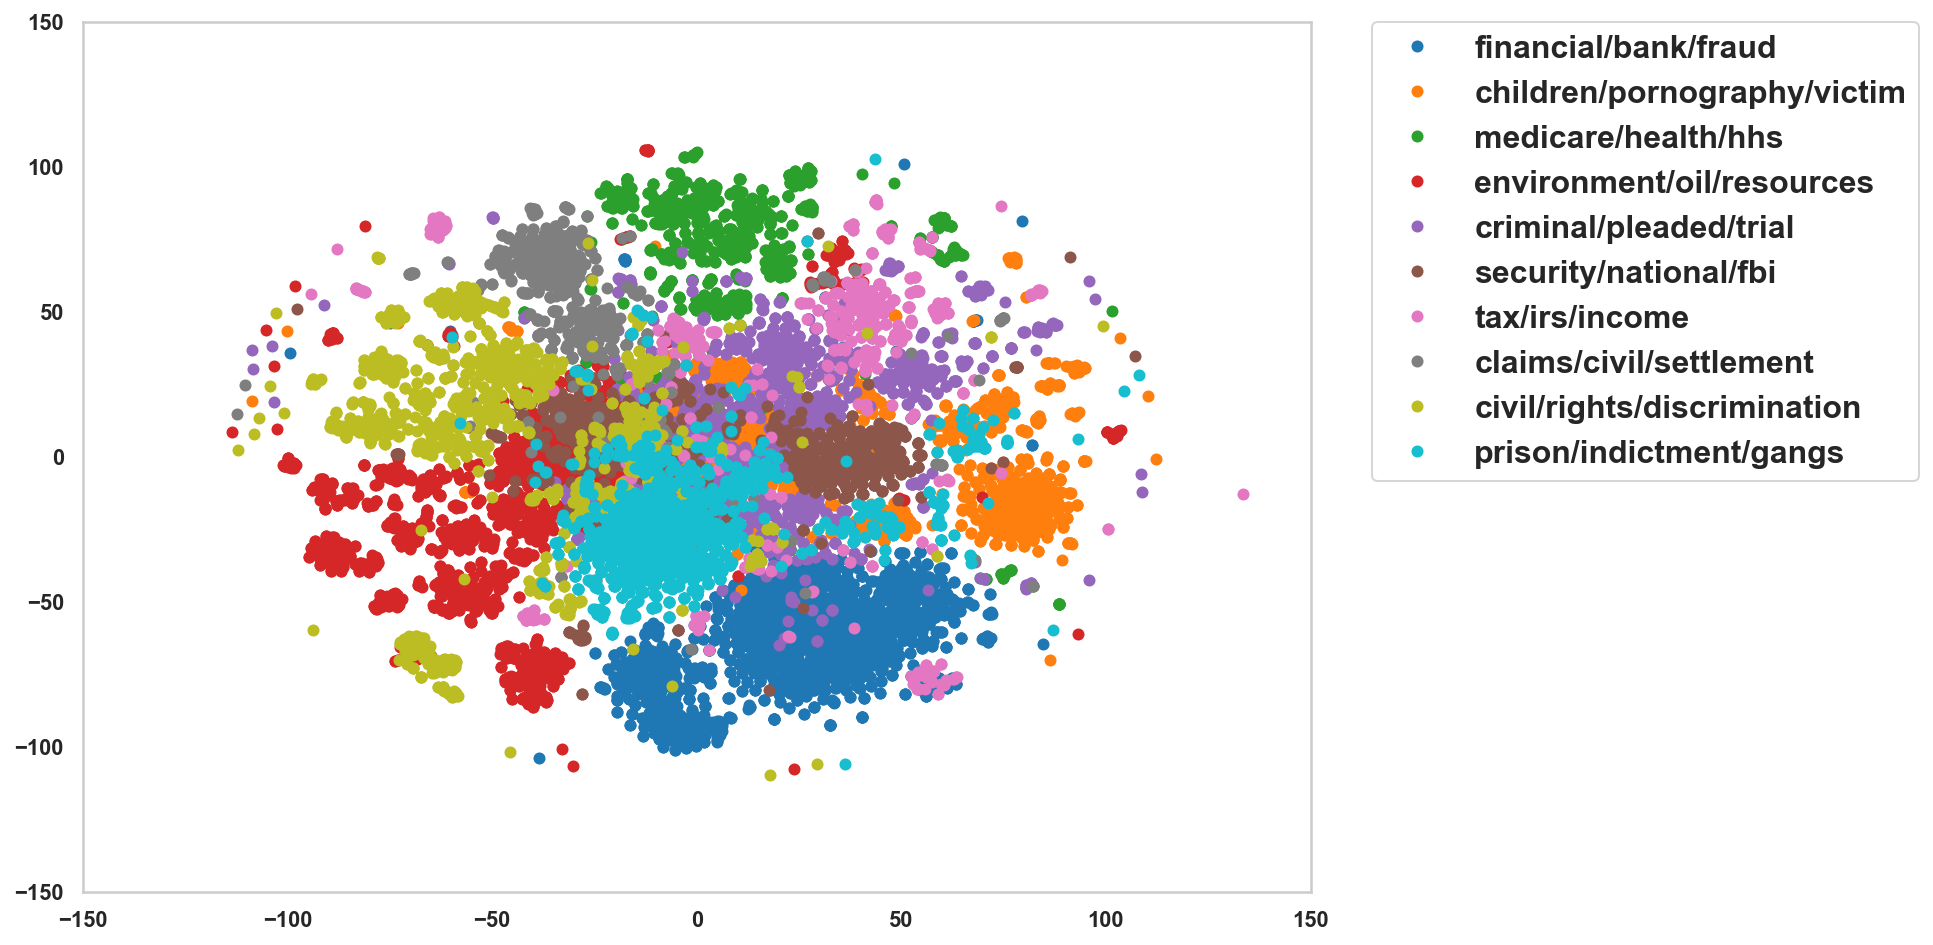 150
100
50
0
−50
−100
−150
−150
−100
−50
0
50
100
150
financial/bank/fraud
children/pornography/victim
medicare/health/hhs
environment/oil/resources
criminal/pleaded/trial
security/national/fbi
tax/irs/income
claims/civil/settlement
civil/rights/discrimination
prison/indictment/gangs